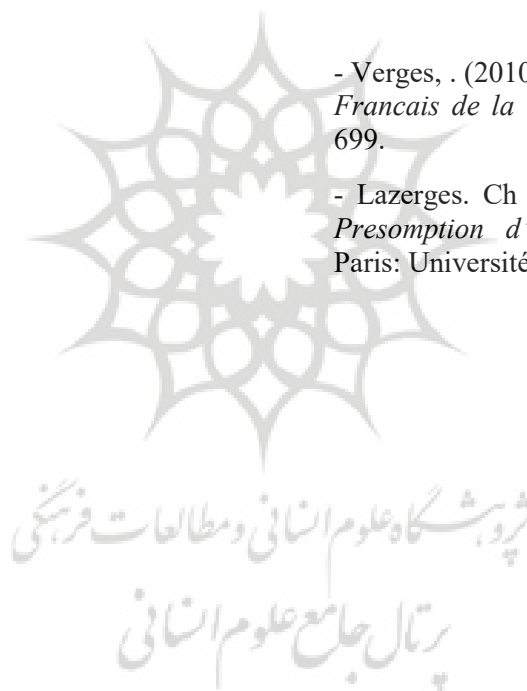 - Verges, . (2010
Francais de la
699.
- Lazerges. Ch
Presomption d'
Paris: Université
پژوهشگاه علوم انسانی و مطالعات فرهنگی
پرتال جامع علوم انسانی